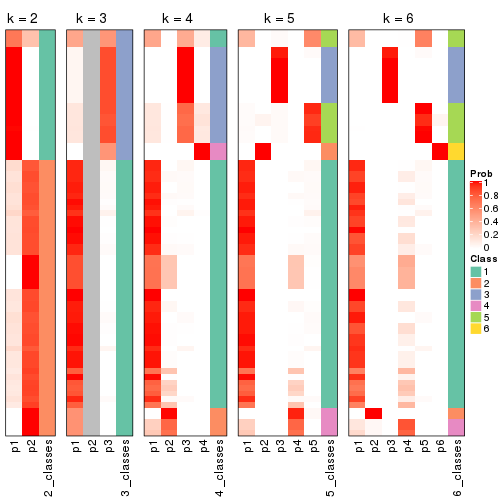 k = 2
k = 3
k = 4
k = 5
k = 6
Prob
1
0.8
0.6
0.4
0.2
0
Class
1
2
3
4
5
6
p1
p2
2_classes
p1
p2
p3
3_classes
p1
p2
p3
p4
4_classes
p1
p2
p3
p4
p5
5_classes
p1
p2
p3
p4
p5
p6
6_classes